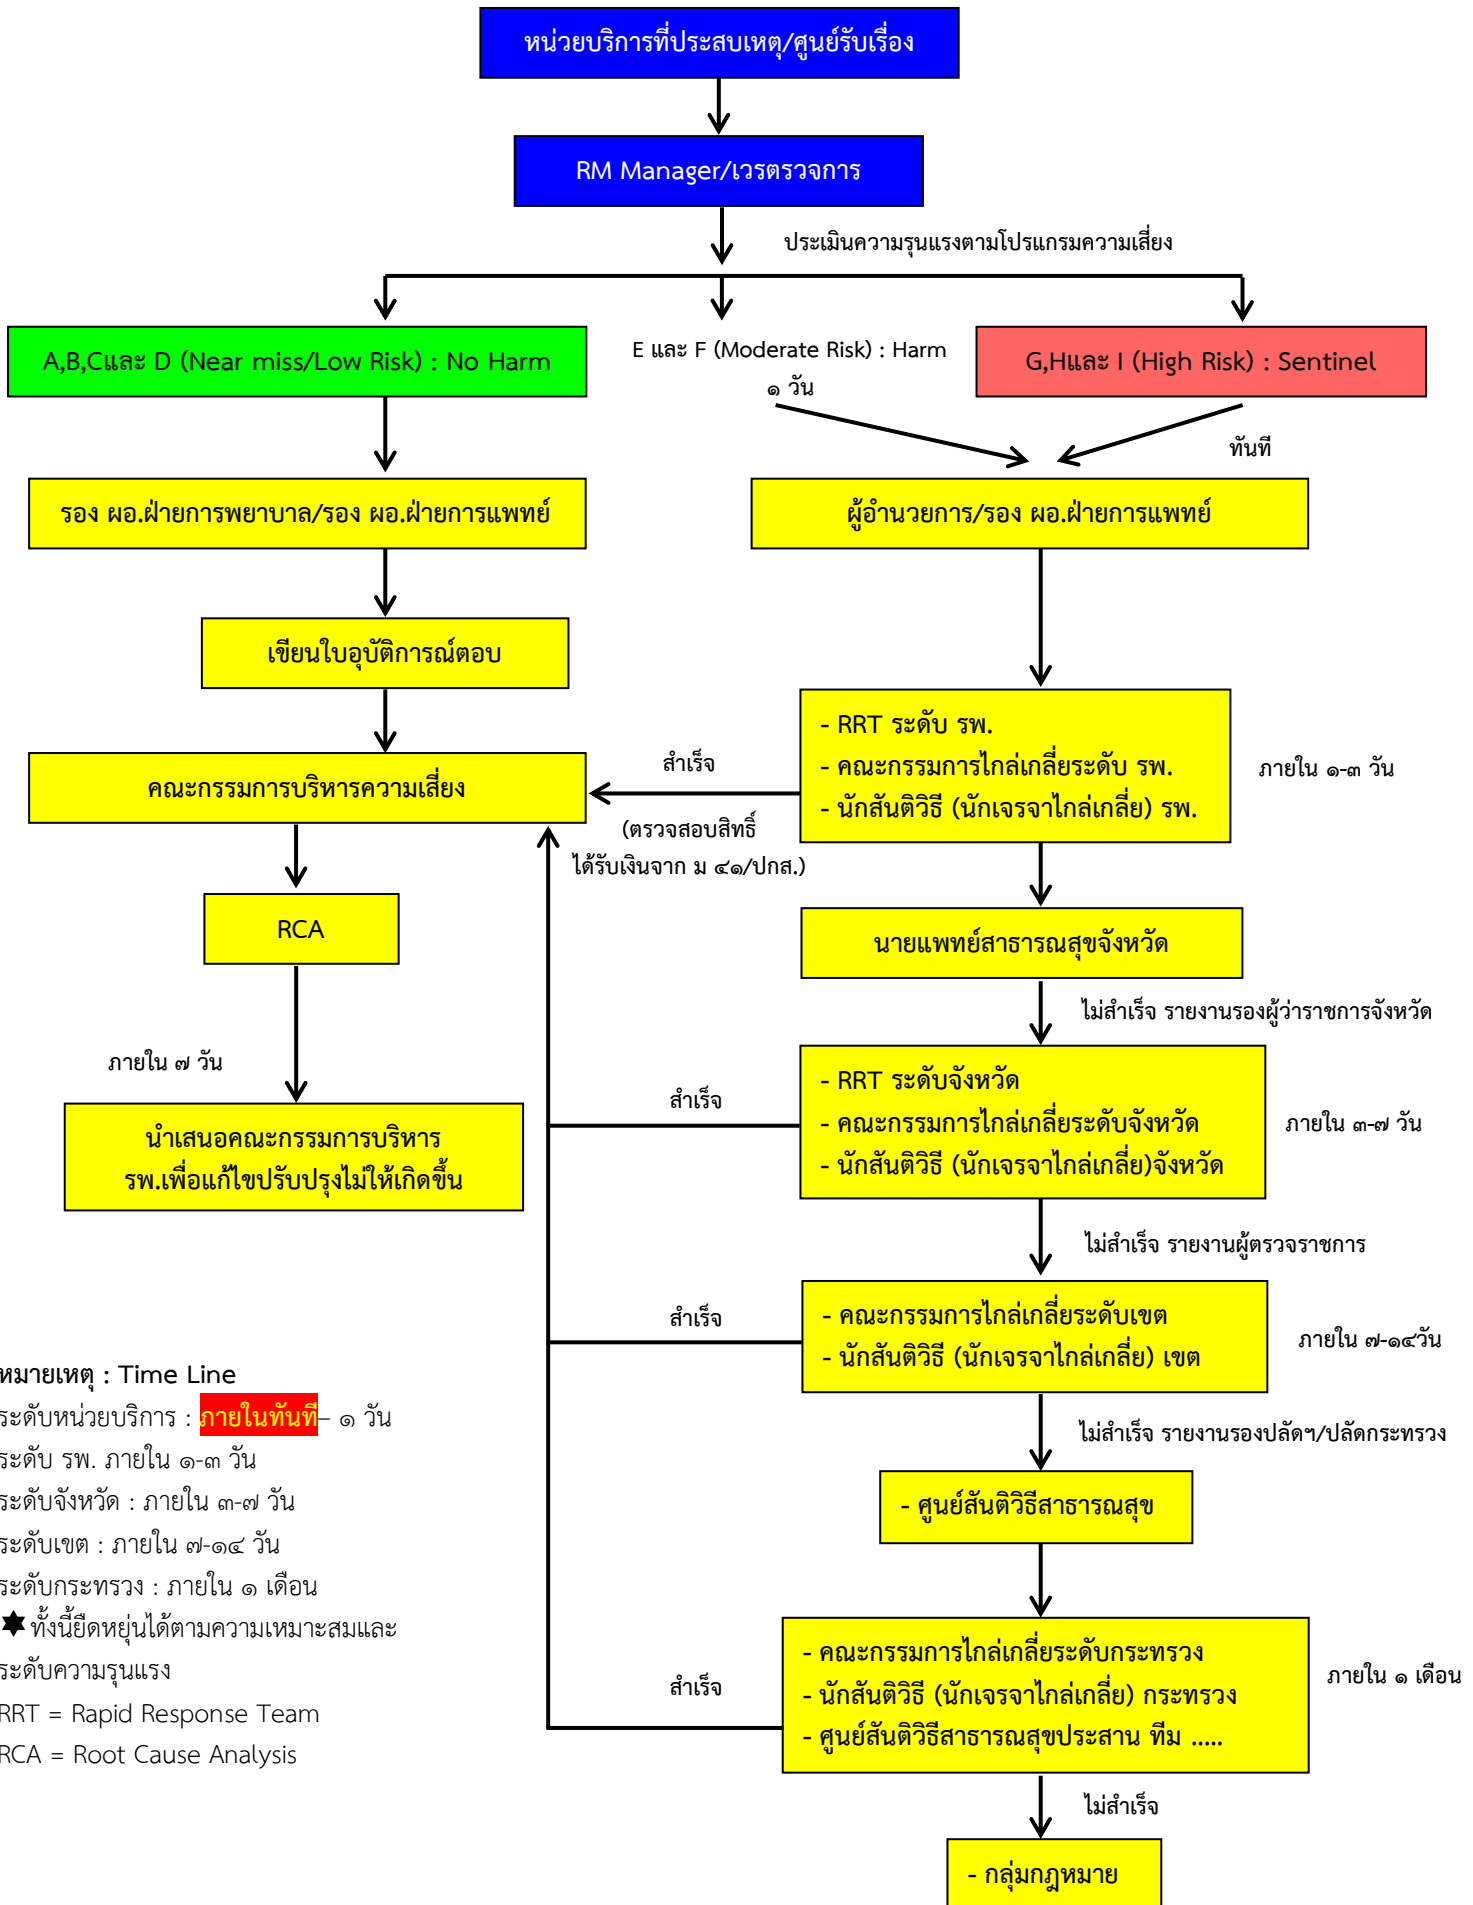 หน่วยบริการที่ประสบเหตุ/ศูนย์รับเรื่อง
RM Manager/เวรตรวจการ
ประเมินความรุนแรงตามโปรแกรมความเสี่ยง
A,B,Cและ D (Near miss/Low Risk) : No Harm
E และ F (Moderate Risk) : Harm
๑ วัน
G,Hและ I (High Risk) : Sentinel
ทันที
รอง ผอ.ฝ่ายการพยาบาล/รอง ผอ.ฝ่ายการแพทย์
ผู้อำนวยการ/รอง ผอ.ฝ่ายการแพทย์
เขียนใบอุบัติการณ์ตอบ
- RRT ระดับ รพ.
- คณะกรรมการไกล่เกลี่ยระดับ รพ.
- นักสันติวิธี (นักเจรจาไกล่เกลี่ย) รพ.
ภายใน ๑-๓ วัน
สำเร็จ
(ตรวจสอบสิทธิ์
ได้รับเงินจาก ม ๔๑/ปกส.)
คณะกรรมการบริหารความเสี่ยง
RCA
นายแพทย์สาธารณสุขจังหวัด
ไม่สำเร็จ รายงานรองผู้ว่าราชการจังหวัด
ภายใน ๗ วัน
นำเสนอคณะกรรมการบริหาร
รพ.เพื่อแก้ไขปรับปรุงไม่ให้เกิดขึ้น
สำเร็จ
- RRT ระดับจังหวัด
- คณะกรรมการไกล่เกลี่ยระดับจังหวัด
- นักสันติวิธี (นักเจรจาไกล่เกลี่ย)จังหวัด
ภายใน ๓-๗ วัน
ไม่สำเร็จ รายงานผู้ตรวจราชการ
สำเร็จ
- คณะกรรมการไกล่เกลี่ยระดับเขต
- นักสันติวิธี (นักเจรจาไกล่เกลี่ย) เขต
ภายใน ๗-๑๔วัน
ไม่สำเร็จ รายงานรองปลัดฯ/ปลัดกระทรวง
- ศูนย์สันติวิธีสาธารณสุข
สำเร็จ
- คณะกรรมการไกล่เกลี่ยระดับกระทรวง
- นักสันติวิธี (นักเจรจาไกล่เกลี่ย) กระทรวง
- ศูนย์สันติวิธีสาธารณสุขประสาน ทีม .....
ภายใน ๑ เดือน
ไม่สำเร็จ
- กลุ่มกฎหมาย
หมายเหตุ : Time Line
ระดับหน่วยบริการ : ภายในทันที– ๑ วัน
ระดับ รพ. ภายใน ๑-๓ วัน
ระดับจังหวัด : ภายใน ๓-๗ วัน
ระดับเขต : ภายใน ๗-๑๔ วัน
ระดับกระทรวง : ภายใน ๑ เดือน
ทั้งนี้ยืดหยุ่นได้ตามความเหมาะสมและ
ระดับความรุนแรง
RRT = Rapid Response Team
RCA = Root Cause Analysis